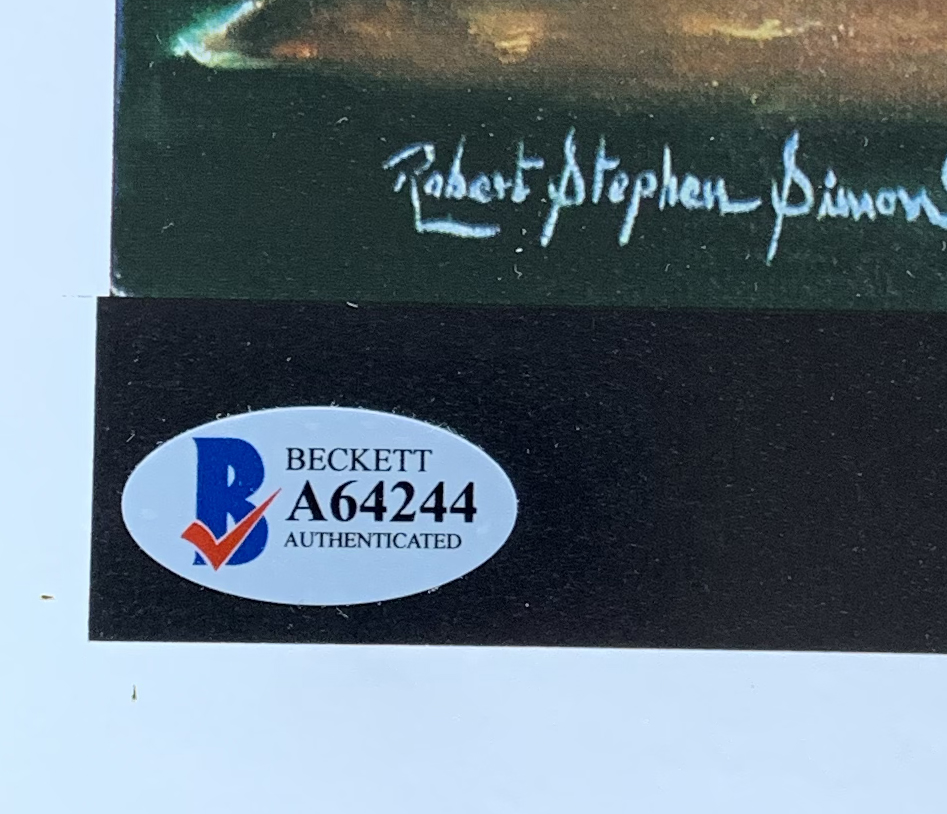 Robert Stephen Simon
BECKETT
A64244
AUTHENTICATED